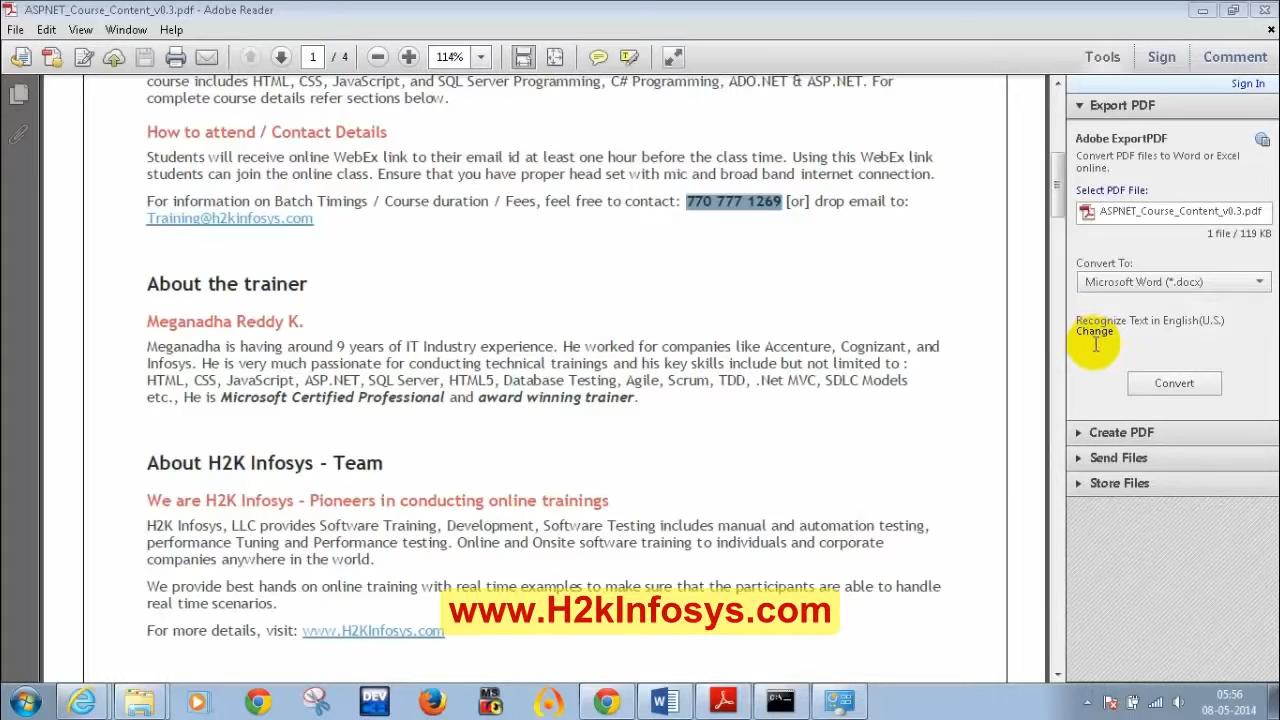 ASPNET_Course_Content_v0.3.pdf - Adobe Reader
File Edit View Window Help
1 / 4 114% Tools Sign Comment
course includes HTML, CSS, JavaScript, and SQL Server Programming, C# Programming, ADO.NET & ASP.NET. For
complete course details refer sections below.
How to attend / Contact Details
Students will receive online WebEx link to their email id at least one hour before the class time. Using this WebEx link
students can join the online class. Ensure that you have proper head set with mic and broad band internet connection.
For information on Batch Timings / Course duration / Fees, feel free to contact: 770 777 1269 [or] drop email to:
Training@h2kinfosys.com
About the trainer
Meganadha Reddy K.
Meganadha is having around 9 years of IT Industry experience. He worked for companies like Accenture, Cognizant, and
Infosys. He is very much passionate for conducting technical trainings and his key skills include but not limited to :
HTML, CSS, JavaScript, ASP.NET, SQL Server, HTML5, Database Testing, Agile, Scrum, TDD, .Net MVC, SDLC Models
etc., He is Microsoft Certified Professional and award winning trainer.
About H2K Infosys - Team
We are H2K Infosys - Pioneers in conducting online trainings
H2K Infosys, LLC provides Software Training, Development, Software Testing includes manual and automation testing,
performance Tuning and Performance testing. Online and Onsite software training to individuals and corporate
companies anywhere in the world.
We provide best hands on online training with real time examples to make sure that the participants are able to handle
real time scenarios.
For more details, visit: www.H2KInfosys.com
www.H2kInfosys.com
Sign In
Export PDF
Adobe ExportPDF
Convert PDF files to Word or Excel
online.
Select PDF File:
ASPNET_Course_Content_v0.3.pdf
1 file / 119 KB
Convert To:
Microsoft Word (*.docx)
Recognize Text in English(U.S.)
Change
Convert
Create PDF
Send Files
Store Files
DEV
MS
05:56
08-05-2014